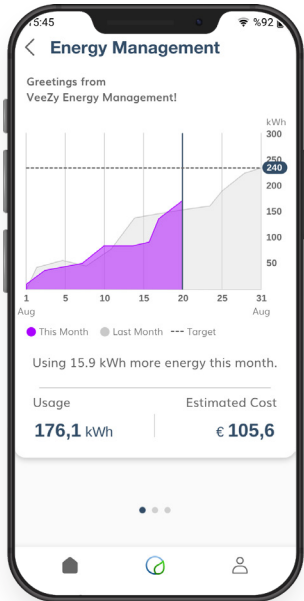 15:45
%92
Energy Management
Greetings from
VeeZy Energy Management!
kWh
300
250
240
200
150
100
50
1 5 10 15 20 25 31
Aug Aug
This Month Last Month Target
Using 15.9 kWh more energy this month.
Usage Estimated Cost
176,1 kWh € 105,6